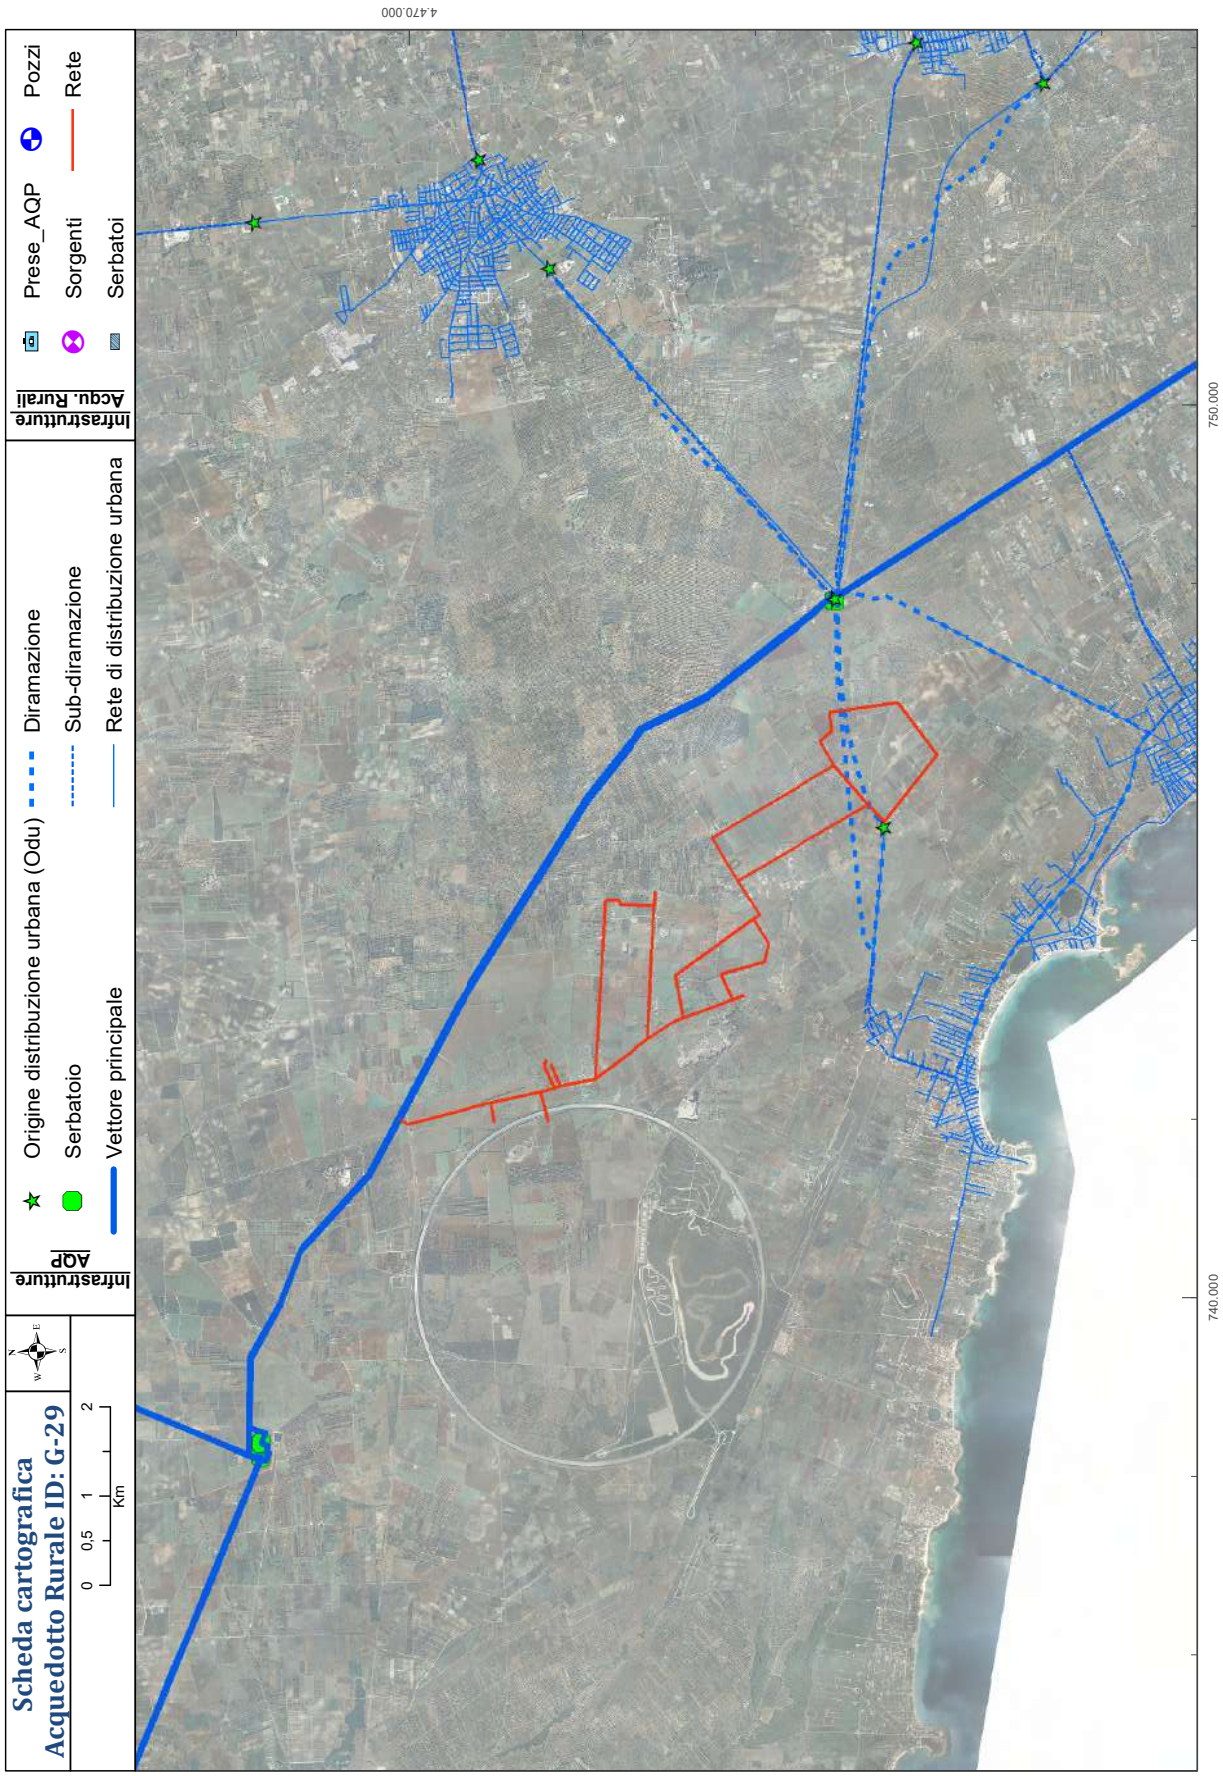 Scheda cartografica
Acquedotto Rurale ID: G-29
0 0,5 1 2
Km
N
W E
S
Infrastrutture
AQP
Origine distribuzione urbana (Odu)
Serbatoio
Vettore principale
Diramazione
Sub-diramazione
Rete di distribuzione urbana
Infrastrutture
Acqu. Rurali
Prese_AQP
Sorgenti
Serbatoi
Pozzi
Rete
740.000
750.000
4.470.000